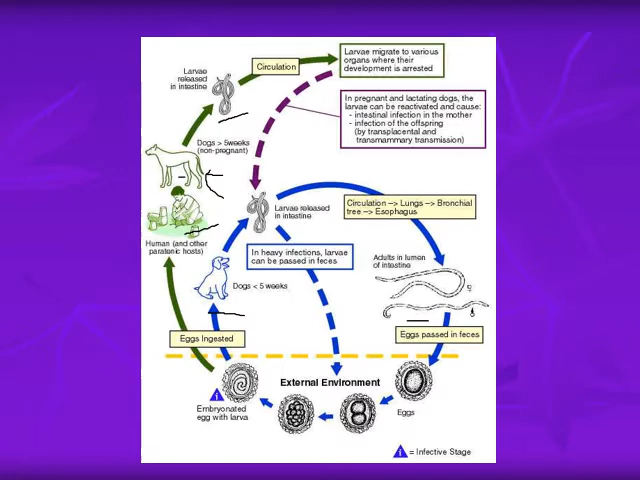 Larvae
released
in intestine
Circulation
Larvae migrate to various
organs where their
development is arrested
In pregnant and lactating dogs, the
larvae can be reactivated and cause:
- intestinal infection in the mother
- infection of the offspring
(by transplacental and
transmammary transmission)
Dogs > 5weeks
(non-pregnant)
Larvae released
in intestine
Circulation –> Lungs –> Bronchial
tree –> Esophagus
Human (and other
paratenic hosts)
In heavy infections, larvae
can be passed in feces
Adults in lumen
of intestine
♀
Dogs < 5 weeks
Eggs Ingested
Eggs passed in feces
External Environment
i
Embryonated
egg with larva
Eggs
i = Infective Stage